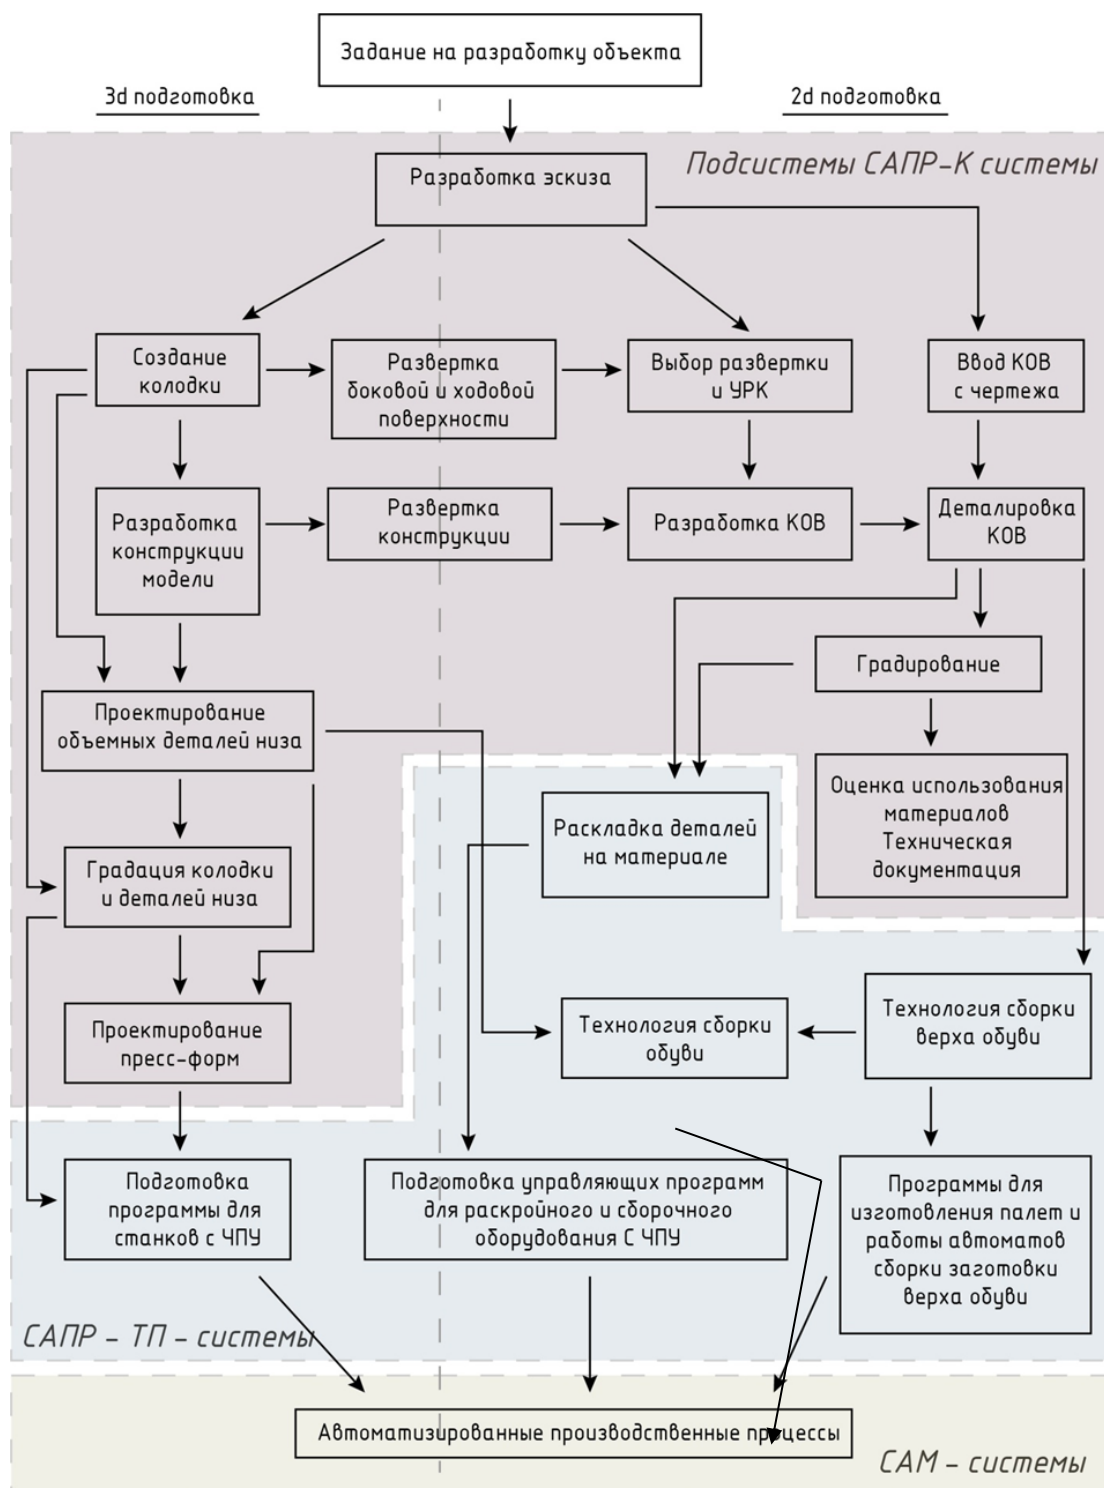 Задание на разработку объекта
3d подготовка
2d подготовка
Подсистемы САПР-К системы
Разработка эскиза
Создание
колодки
Развертка
боковой и ходовой
поверхности
Выбор развертки
и УРК
Ввод КОВ
с чертежа
Разработка
конструкции
модели
Развертка
конструкции
Разработка КОВ
Деталировка
КОВ
Градирование
Проектирование
объемных деталей низа
Оценка использования
материалов
Техническая
документация
Раскладка деталей
на материале
Градация колодки
и деталей низа
Проектирование
пресс-форм
Технология сборки
обуви
Технология сборки
верха обуви
Подготовка
программы для
станков с ЧПУ
Подготовка управляющих программ
для раскройного и сборочного
оборудования С ЧПУ
Программы для
изготовления палет и
работы автоматов
сборки заготовки
верха обуви
САПР - ТП - системы
Автоматизированные производственные процессы
САМ - системы